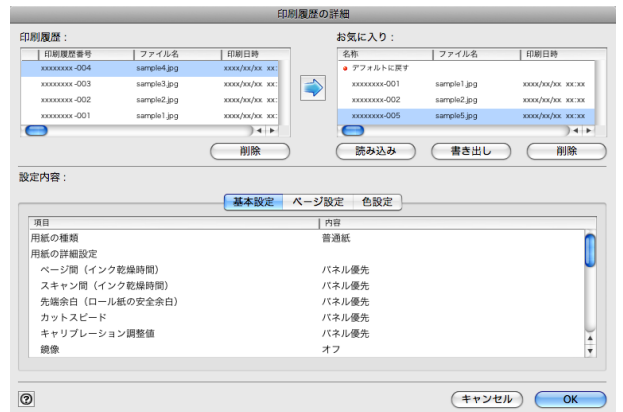 印刷履歴の詳細
印刷履歴：
印刷履歴番号 ファイル名 印刷日時
xxxxxxxx-004 sample4.jpg xxxx/xx/xx xx:
xxxxxxxx-003 sample3.jpg xxxx/xx/xx xx:
xxxxxxxx-002 sample2.jpg xxxx/xx/xx xx:
xxxxxxxx-001 sample1.jpg xxxx/xx/xx xx:
削除
お気に入り：
名称 ファイル名 印刷日時
デフォルトに戻す
xxxxxxxx-001 sample1.jpg xxxx/xx/xx xx:xx
xxxxxxxx-002 sample2.jpg xxxx/xx/xx xx:xx
xxxxxxxx-005 sample5.jpg xxxx/xx/xx xx:xx
読み込み 書き出し 削除
設定内容：
基本設定 ページ設定 色設定
項目 内容
用紙の種類 普通紙
用紙の詳細設定
ページ間（インク乾燥時間） パネル優先
スキャン間（インク乾燥時間） パネル優先
先端余白（ロール紙の安全余白） パネル優先
カットスピード パネル優先
キャリブレーション調整値 パネル優先
鏡像 オフ
? キャンセル OK